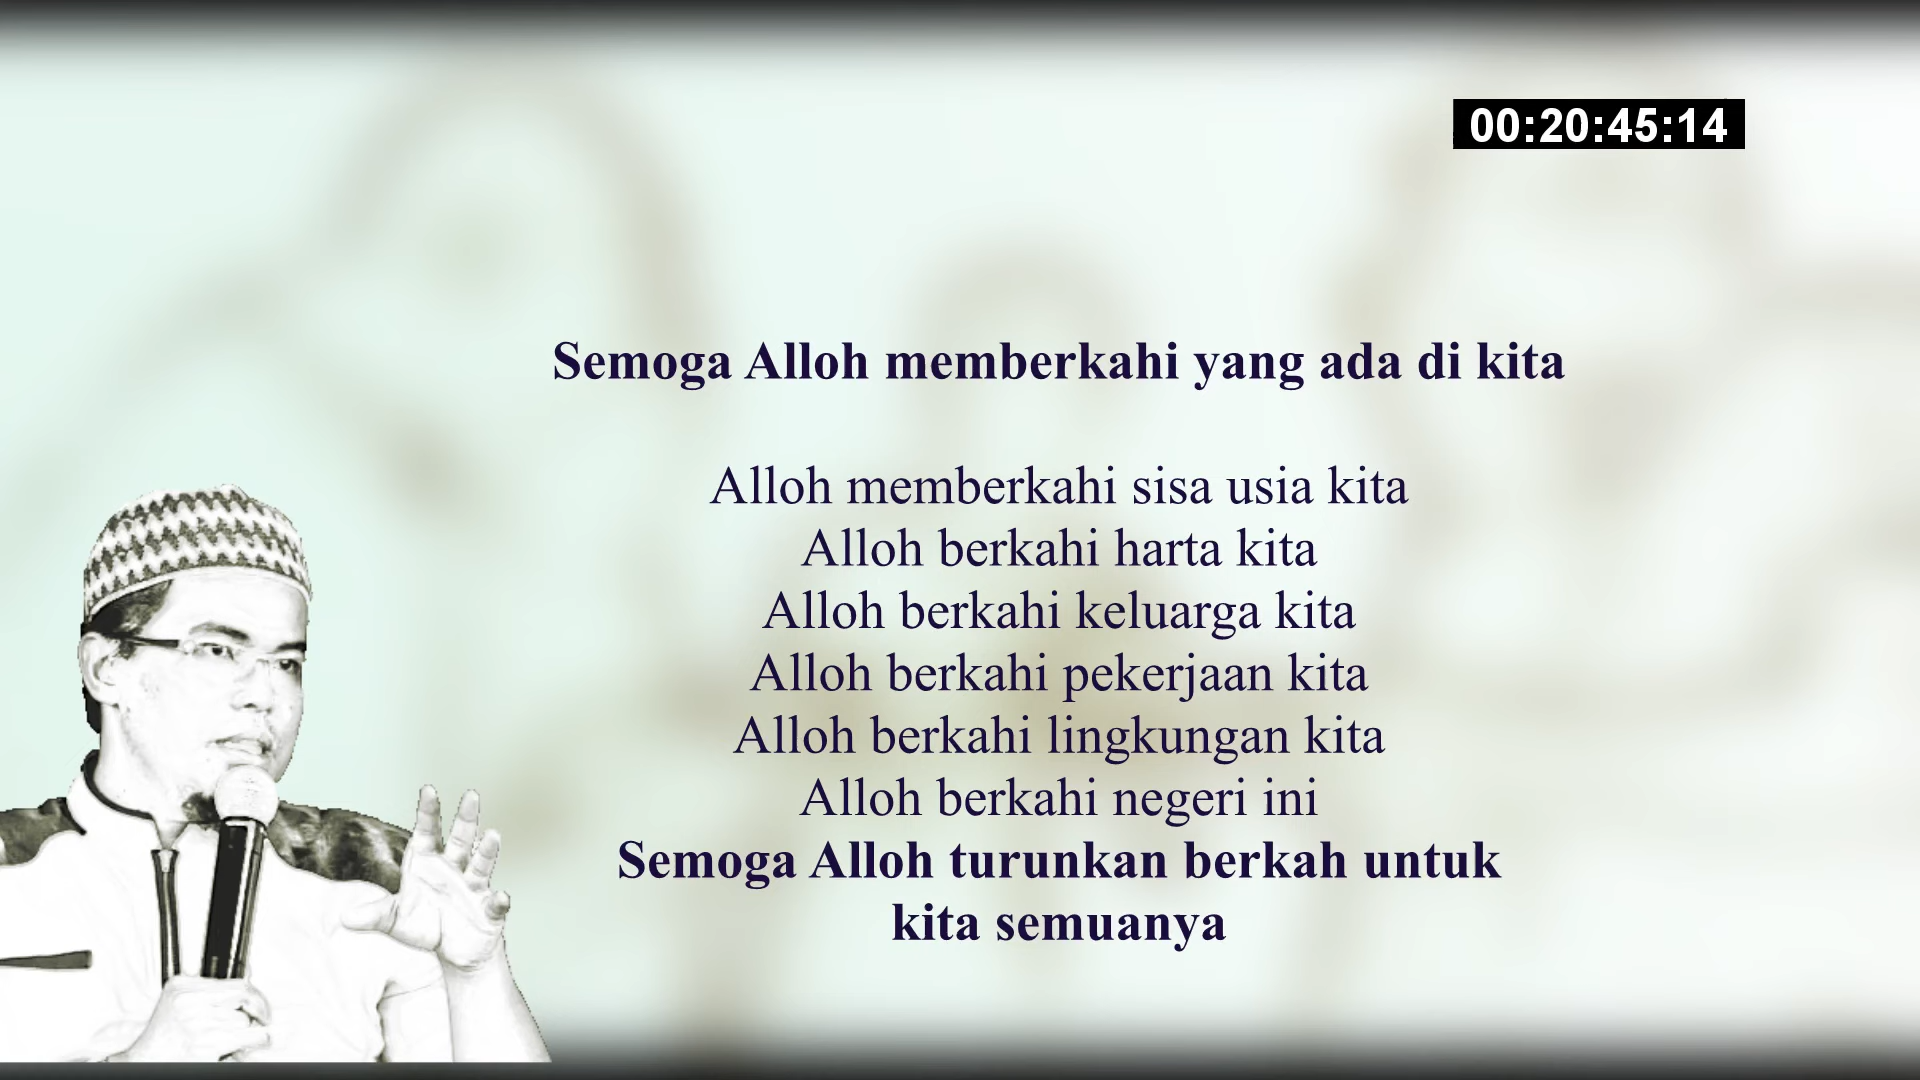 00:20:45:14
Semoga Alloh memberkahi yang ada di kita
Alloh memberkahi sisa usia kita
Alloh berkahi harta kita
Alloh berkahi keluarga kita
Alloh berkahi pekerjaan kita
Alloh berkahi lingkungan kita
Alloh berkahi negeri ini
Semoga Alloh turunkan berkah untuk
kita semuanya